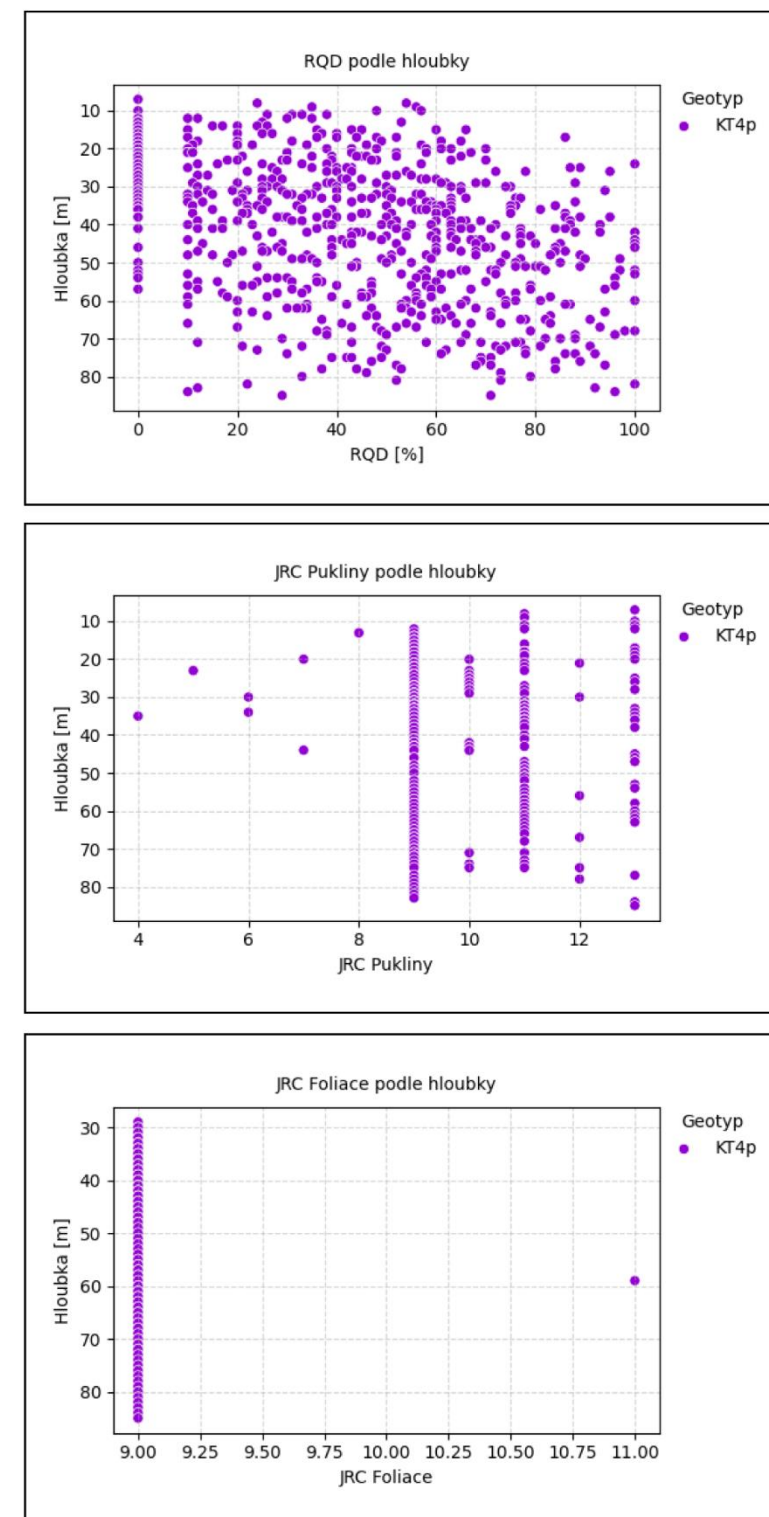 RQD podle hloubky
Geotyp
KT4p
10
20
30
40
50
60
70
80
Hloubka [m]
0 20 40 60 80 100
RQD [%]
JRC Pukliny podle hloubky
Geotyp
KT4p
10
20
30
40
50
60
70
80
Hloubka [m]
4 6 8 10 12
JRC Pukliny
JRC Foliace podle hloubky
Geotyp
KT4p
30
40
50
60
70
80
Hloubka [m]
9.00 9.25 9.50 9.75 10.00 10.25 10.50 10.75 11.00
JRC Foliace